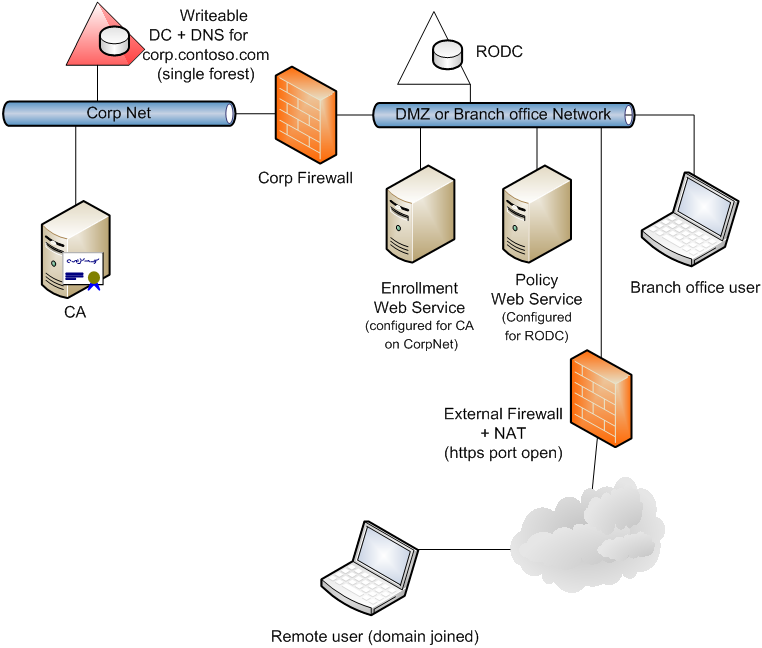 Writeable
DC + DNS for
corp.contoso.com
(single forest)
RODC
Corp Net
DMZ or Branch office Network
Corp Firewall
CA
Enrollment
Web Service
(configured for CA
on CorpNet)
Policy
Web Service
(Configured
for RODC)
Branch office user
External Firewall
+ NAT
(https port open)
Remote user (domain joined)